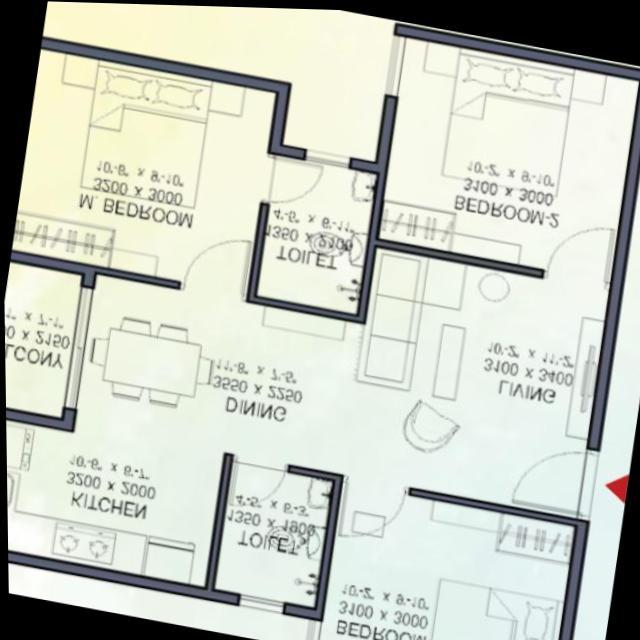 M. BEDROOM
3200 X 3000
10'-6" X 9'-10"
BEDROOM-2
3100 X 3000
10'-2" X 9'-10"
TOILET
1350 X 2100
4'-5" X 6'-11"
LCONY
0 X 2150
" X 7'-1"
DINING
3550 X 2250
11'-8" X 7'-5"
LIVING
3100 X 3400
10'-2" X 11'-2"
KITCHEN
3200 X 2000
10'-6" X 6'-7"
TOILET
1350 X 1900
4'-5" X 6'-3"
BEDROOM
3100 X 3000
10'-2" X 9'-10"